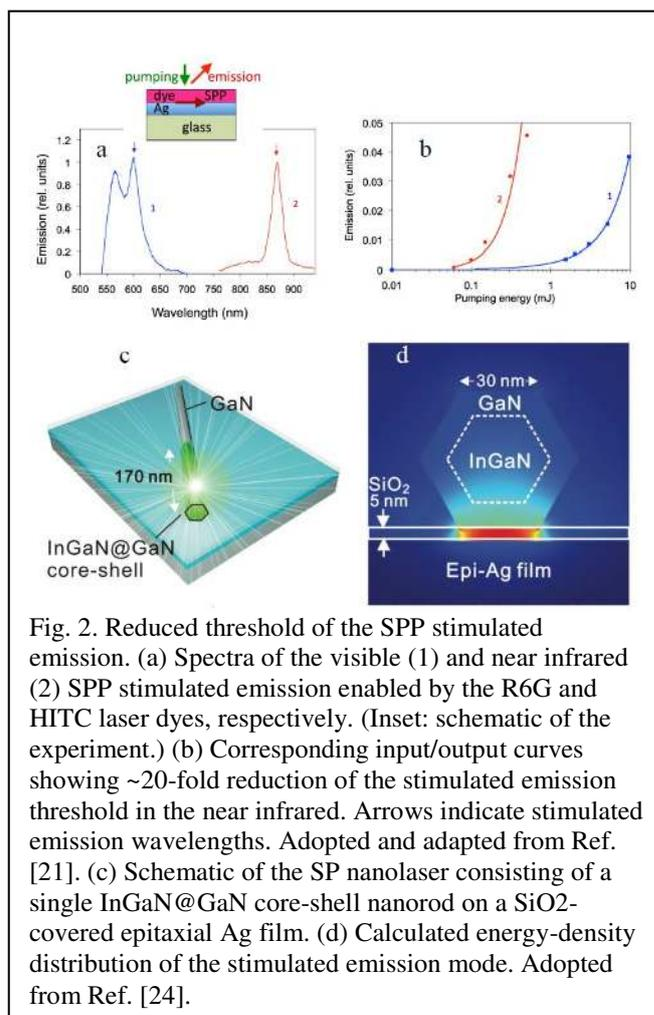 pumping emission
dye SPP
Ag
glass
a
1.2
1
0.8
0.6
0.4
0.2
0
Emission (rel. units)
1
2
500 550 600 650 700 750 800 850 900
Wavelength (nm)
b
0.05
0.04
0.03
0.02
0.01
0
Emission (rel. units)
2
1
0.01 0.1 1 10
Pumping energy (mJ)
c
GaN
170 nm
InGaN@GaN
core-shell
d
30 nm
GaN
InGaN
SiO2
5 nm
Epi-Ag film
Fig. 2. Reduced threshold of the SPP stimulated
emission. (a) Spectra of the visible (1) and near infrared
(2) SPP stimulated emission enabled by the R6G and
HITC laser dyes, respectively. (Inset: schematic of the
experiment.) (b) Corresponding input/output curves
showing ~20-fold reduction of the stimulated emission
threshold in the near infrared. Arrows indicate stimulated
emission wavelengths. Adopted and adapted from Ref.
[21]. (c) Schematic of the SP nanolaser consisting of a
single InGaN@GaN core-shell nanorod on a SiO2-
covered epitaxial Ag film. (d) Calculated energy-density
distribution of the stimulated emission mode. Adopted
from Ref. [24].